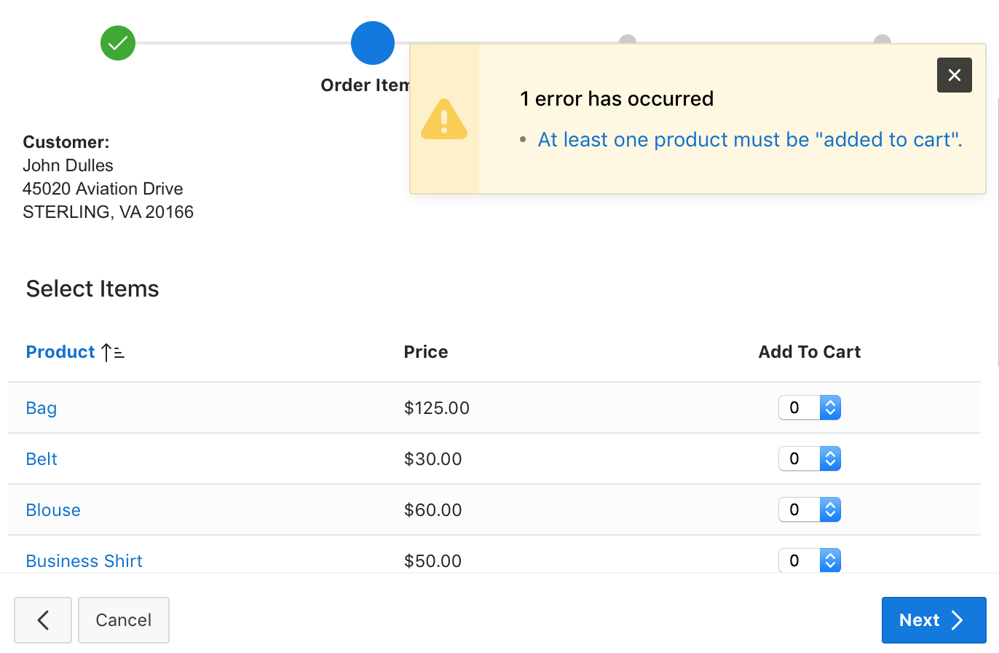 Order Item
1 error has occurred
At least one product must be "added to cart".
Customer:
John Dulles
45020 Aviation Drive
STERLING, VA 20166
Select Items
Product Price Add To Cart
Bag $125.00 0
Belt $30.00 0
Blouse $60.00 0
Business Shirt $50.00 0
Cancel Next